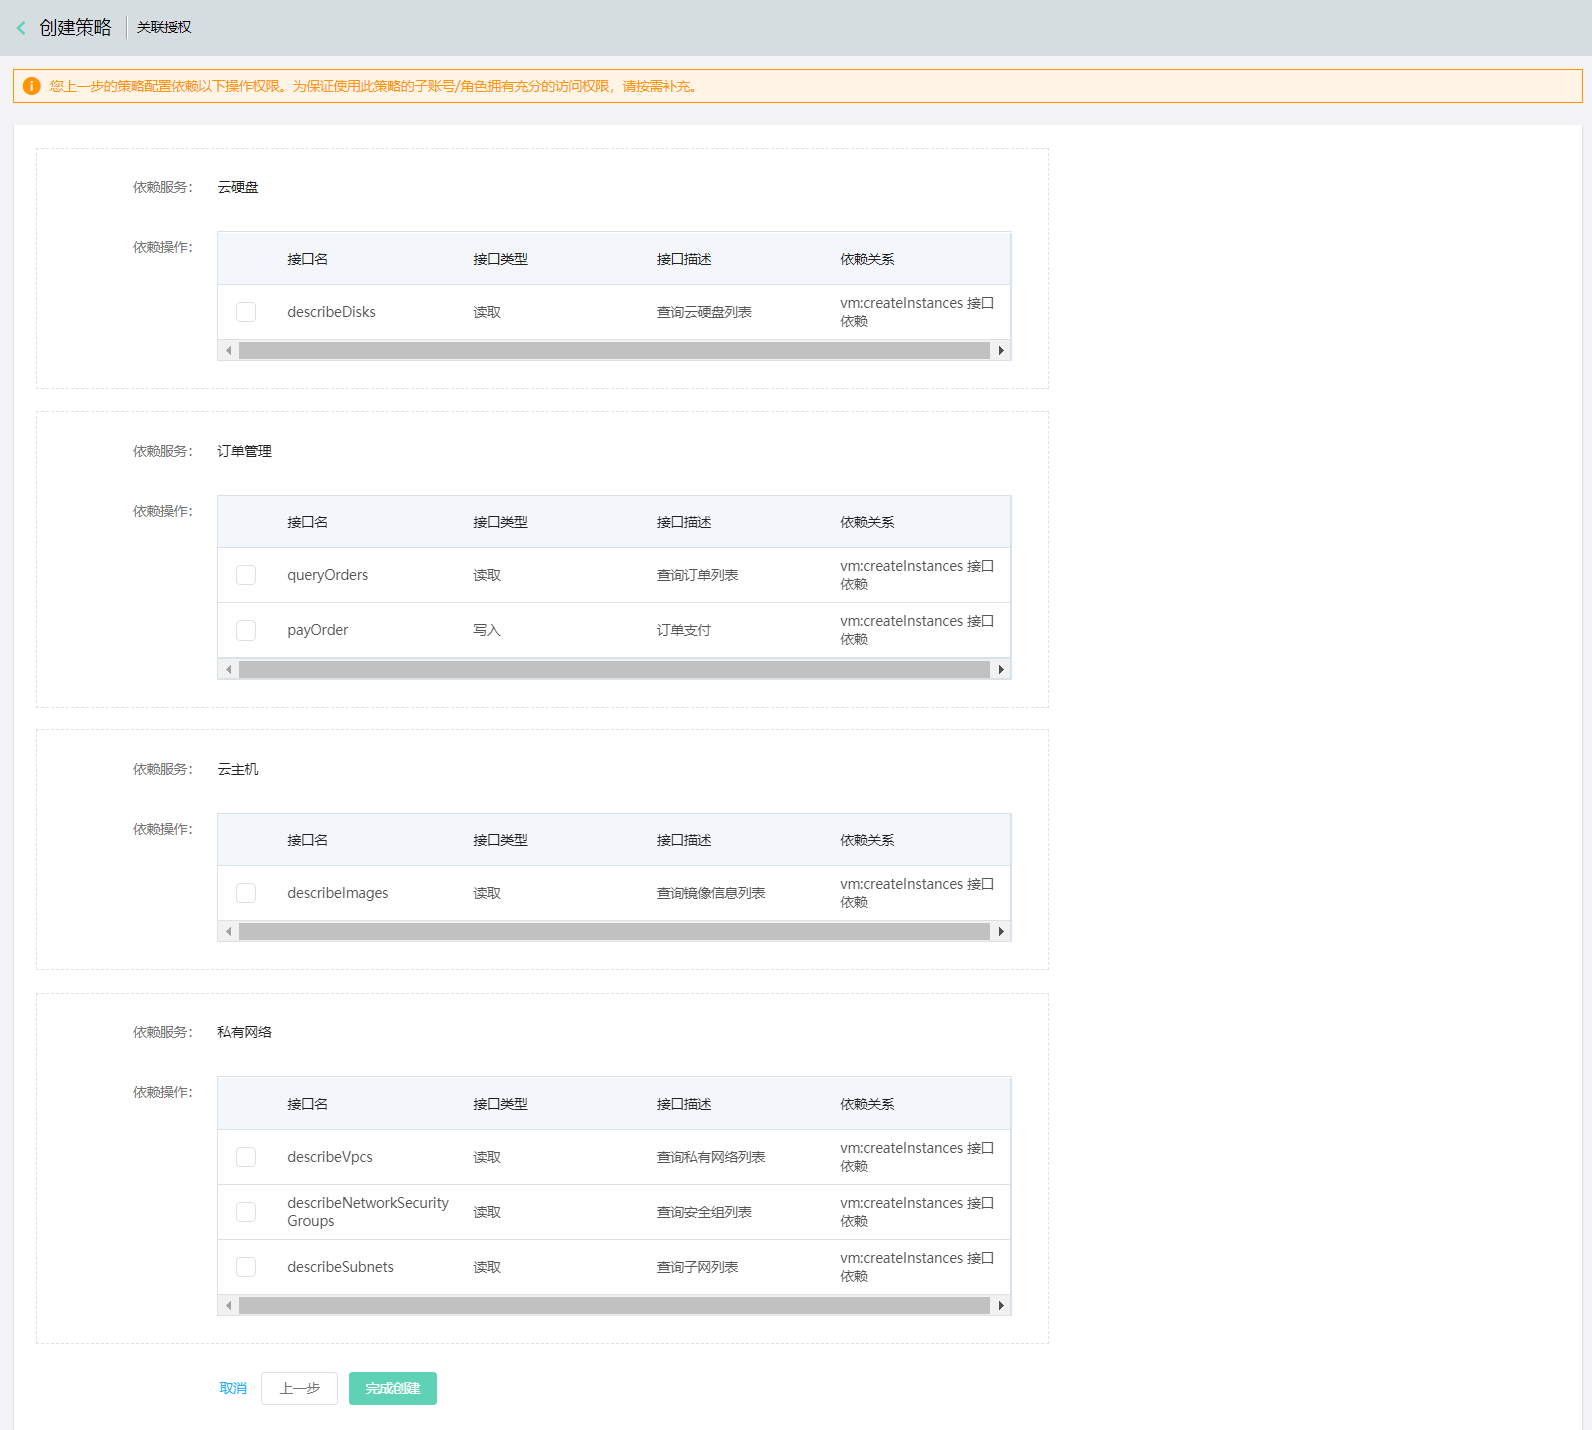 创建策略 关联授权
您上一步的策略配置依赖以下操作权限。为保证使用此策略的子账号/角色拥有充分的访问权限，请按需补充。
依赖服务： 云硬盘
依赖操作：
接口名 接口类型 接口描述 依赖关系
describeDisks 读取 查询云硬盘列表 vm:createInstances 接口
依赖
依赖服务： 订单管理
依赖操作：
接口名 接口类型 接口描述 依赖关系
queryOrders 读取 查询订单列表 vm:createInstances 接口
依赖
payOrder 写入 订单支付 vm:createInstances 接口
依赖
依赖服务： 云主机
依赖操作：
接口名 接口类型 接口描述 依赖关系
describeImages 读取 查询镜像信息列表 vm:createInstances 接口
依赖
依赖服务： 私有网络
依赖操作：
接口名 接口类型 接口描述 依赖关系
describeVpcs 读取 查询私有网络列表 vm:createInstances 接口
依赖
describeNetworkSecurity
Groups 读取 查询安全组列表 vm:createInstances 接口
依赖
describeSubnets 读取 查询子网列表 vm:createInstances 接口
依赖
取消 上一步 完成创建